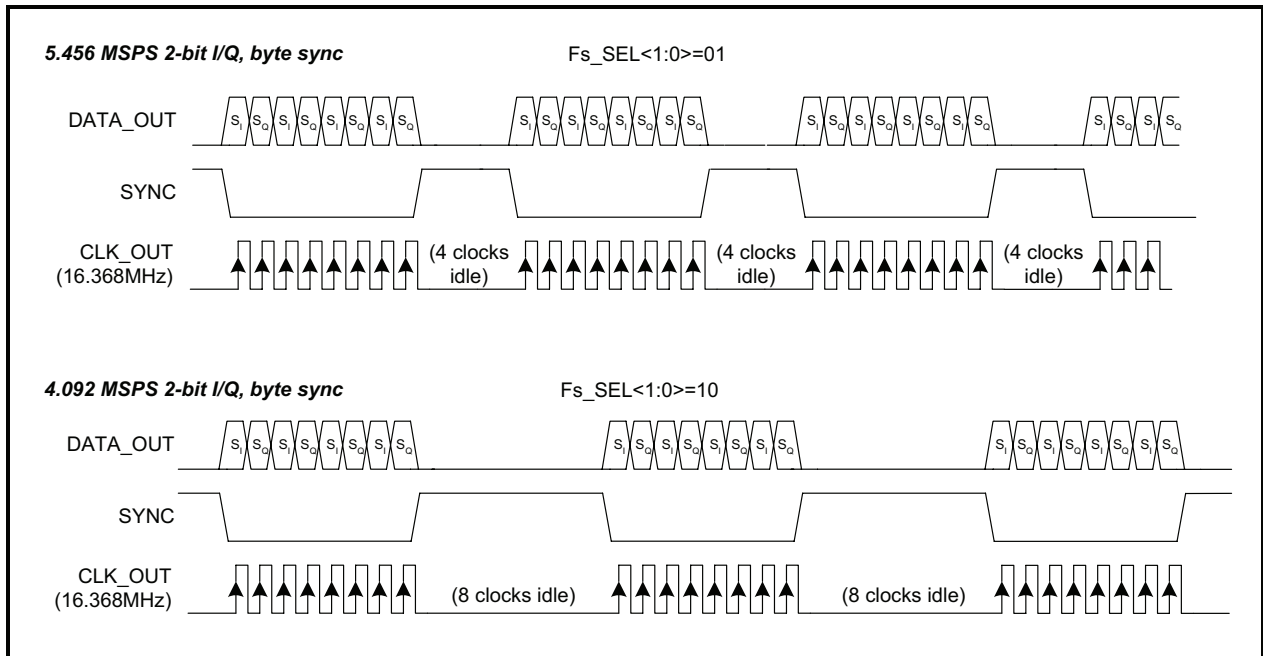 5.456 MSPS 2-bit I/Q, byte sync Fs_SEL<1:0>=01
DATA_OUT SI SQ SI SQ SI SQ SI SQ SI SQ SI SQ SI SQ SI SQ SI SQ SI SQ SI SQ SI SQ SI SQ SI SQ
SYNC
CLK_OUT
(16.368MHz)
(4 clocks
idle)
(4 clocks
idle)
(4 clocks
idle)
4.092 MSPS 2-bit I/Q, byte sync Fs_SEL<1:0>=10
DATA_OUT SI SQ SI SQ SI SQ SI SQ SI SQ SI SQ SI SQ SI SQ SI SQ SI SQ SI SQ SI SQ
SYNC
CLK_OUT
(16.368MHz)
(8 clocks idle) (8 clocks idle)